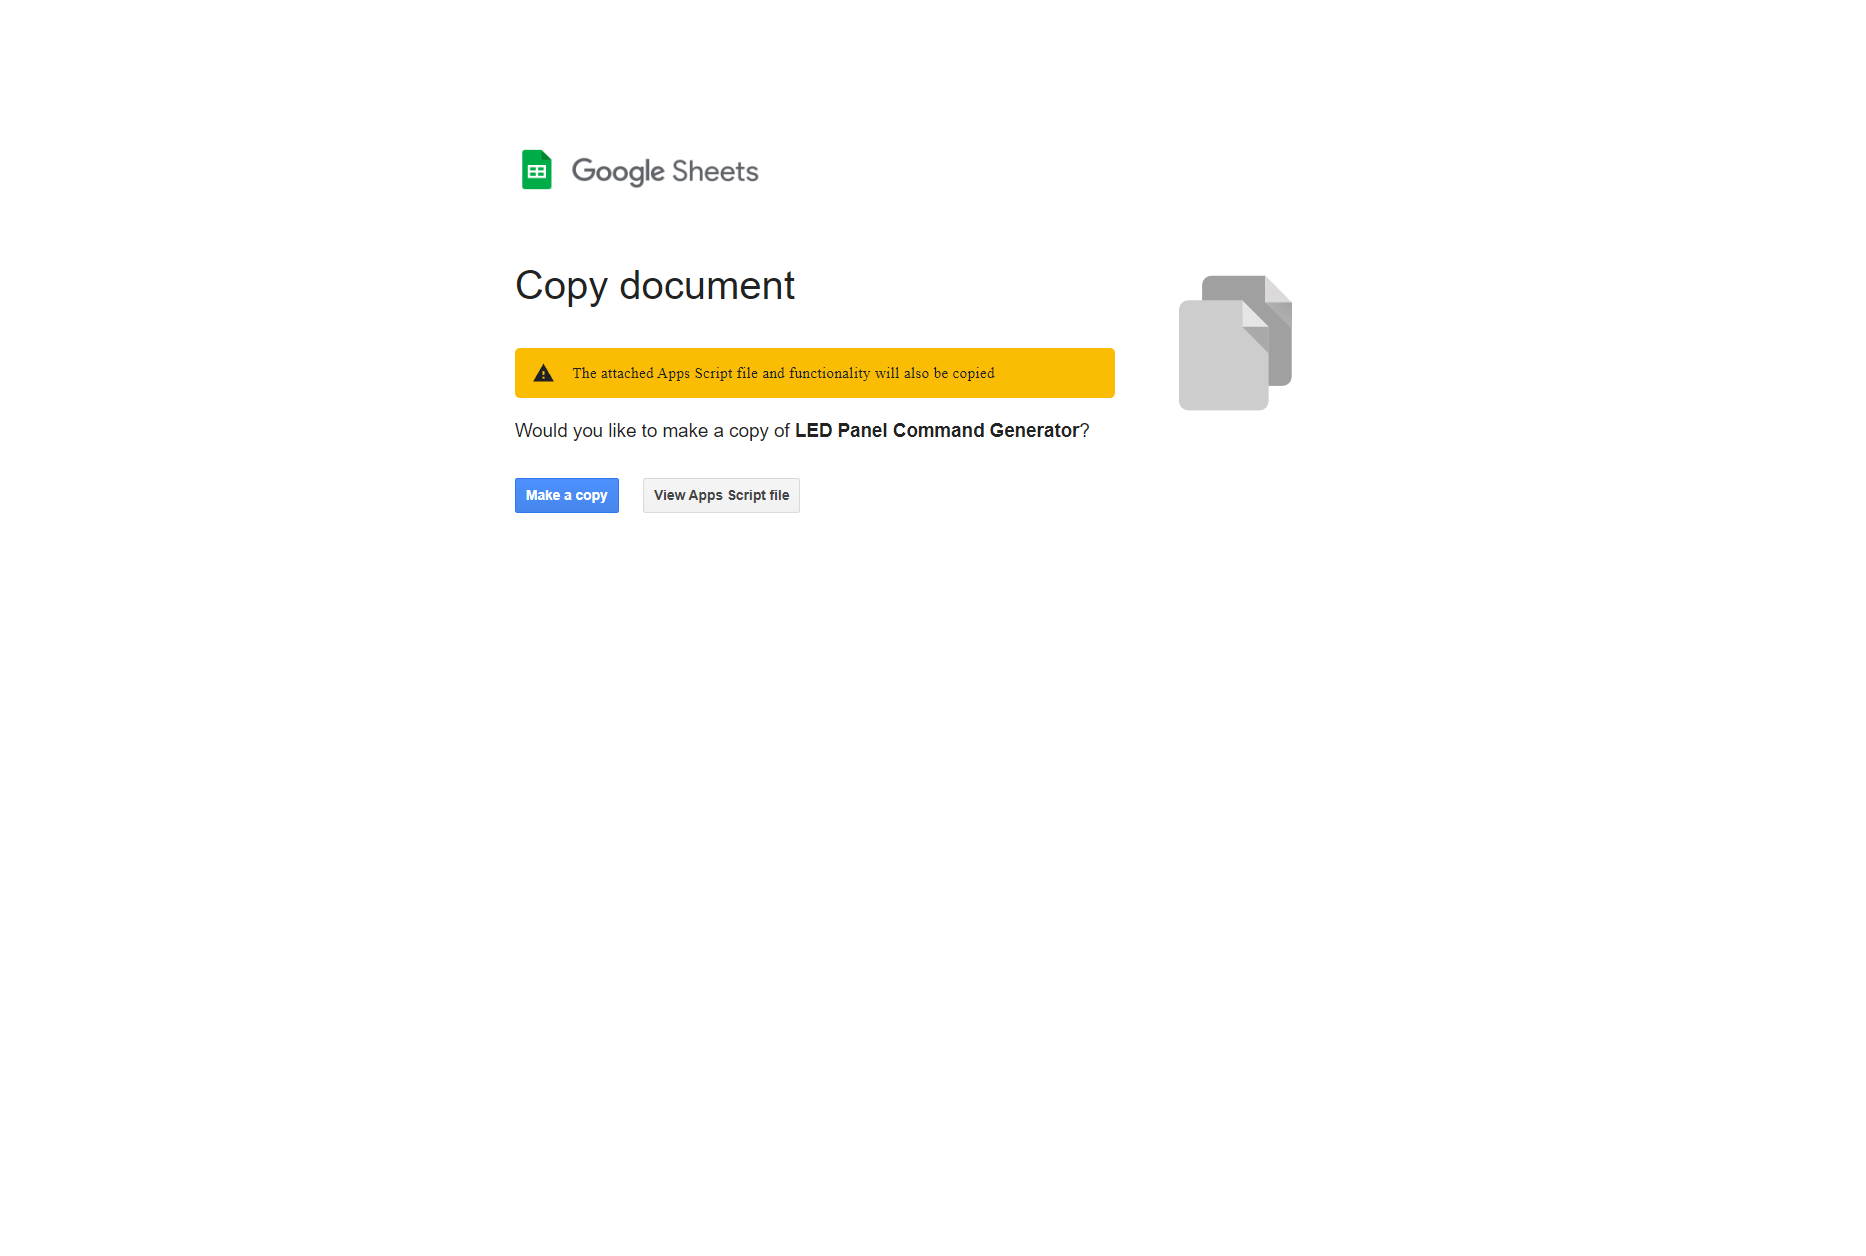 Google Sheets
Copy document
The attached Apps Script file and functionality will also be copied
Would you like to make a copy of LED Panel Command Generator?
Make a copy
View Apps Script file